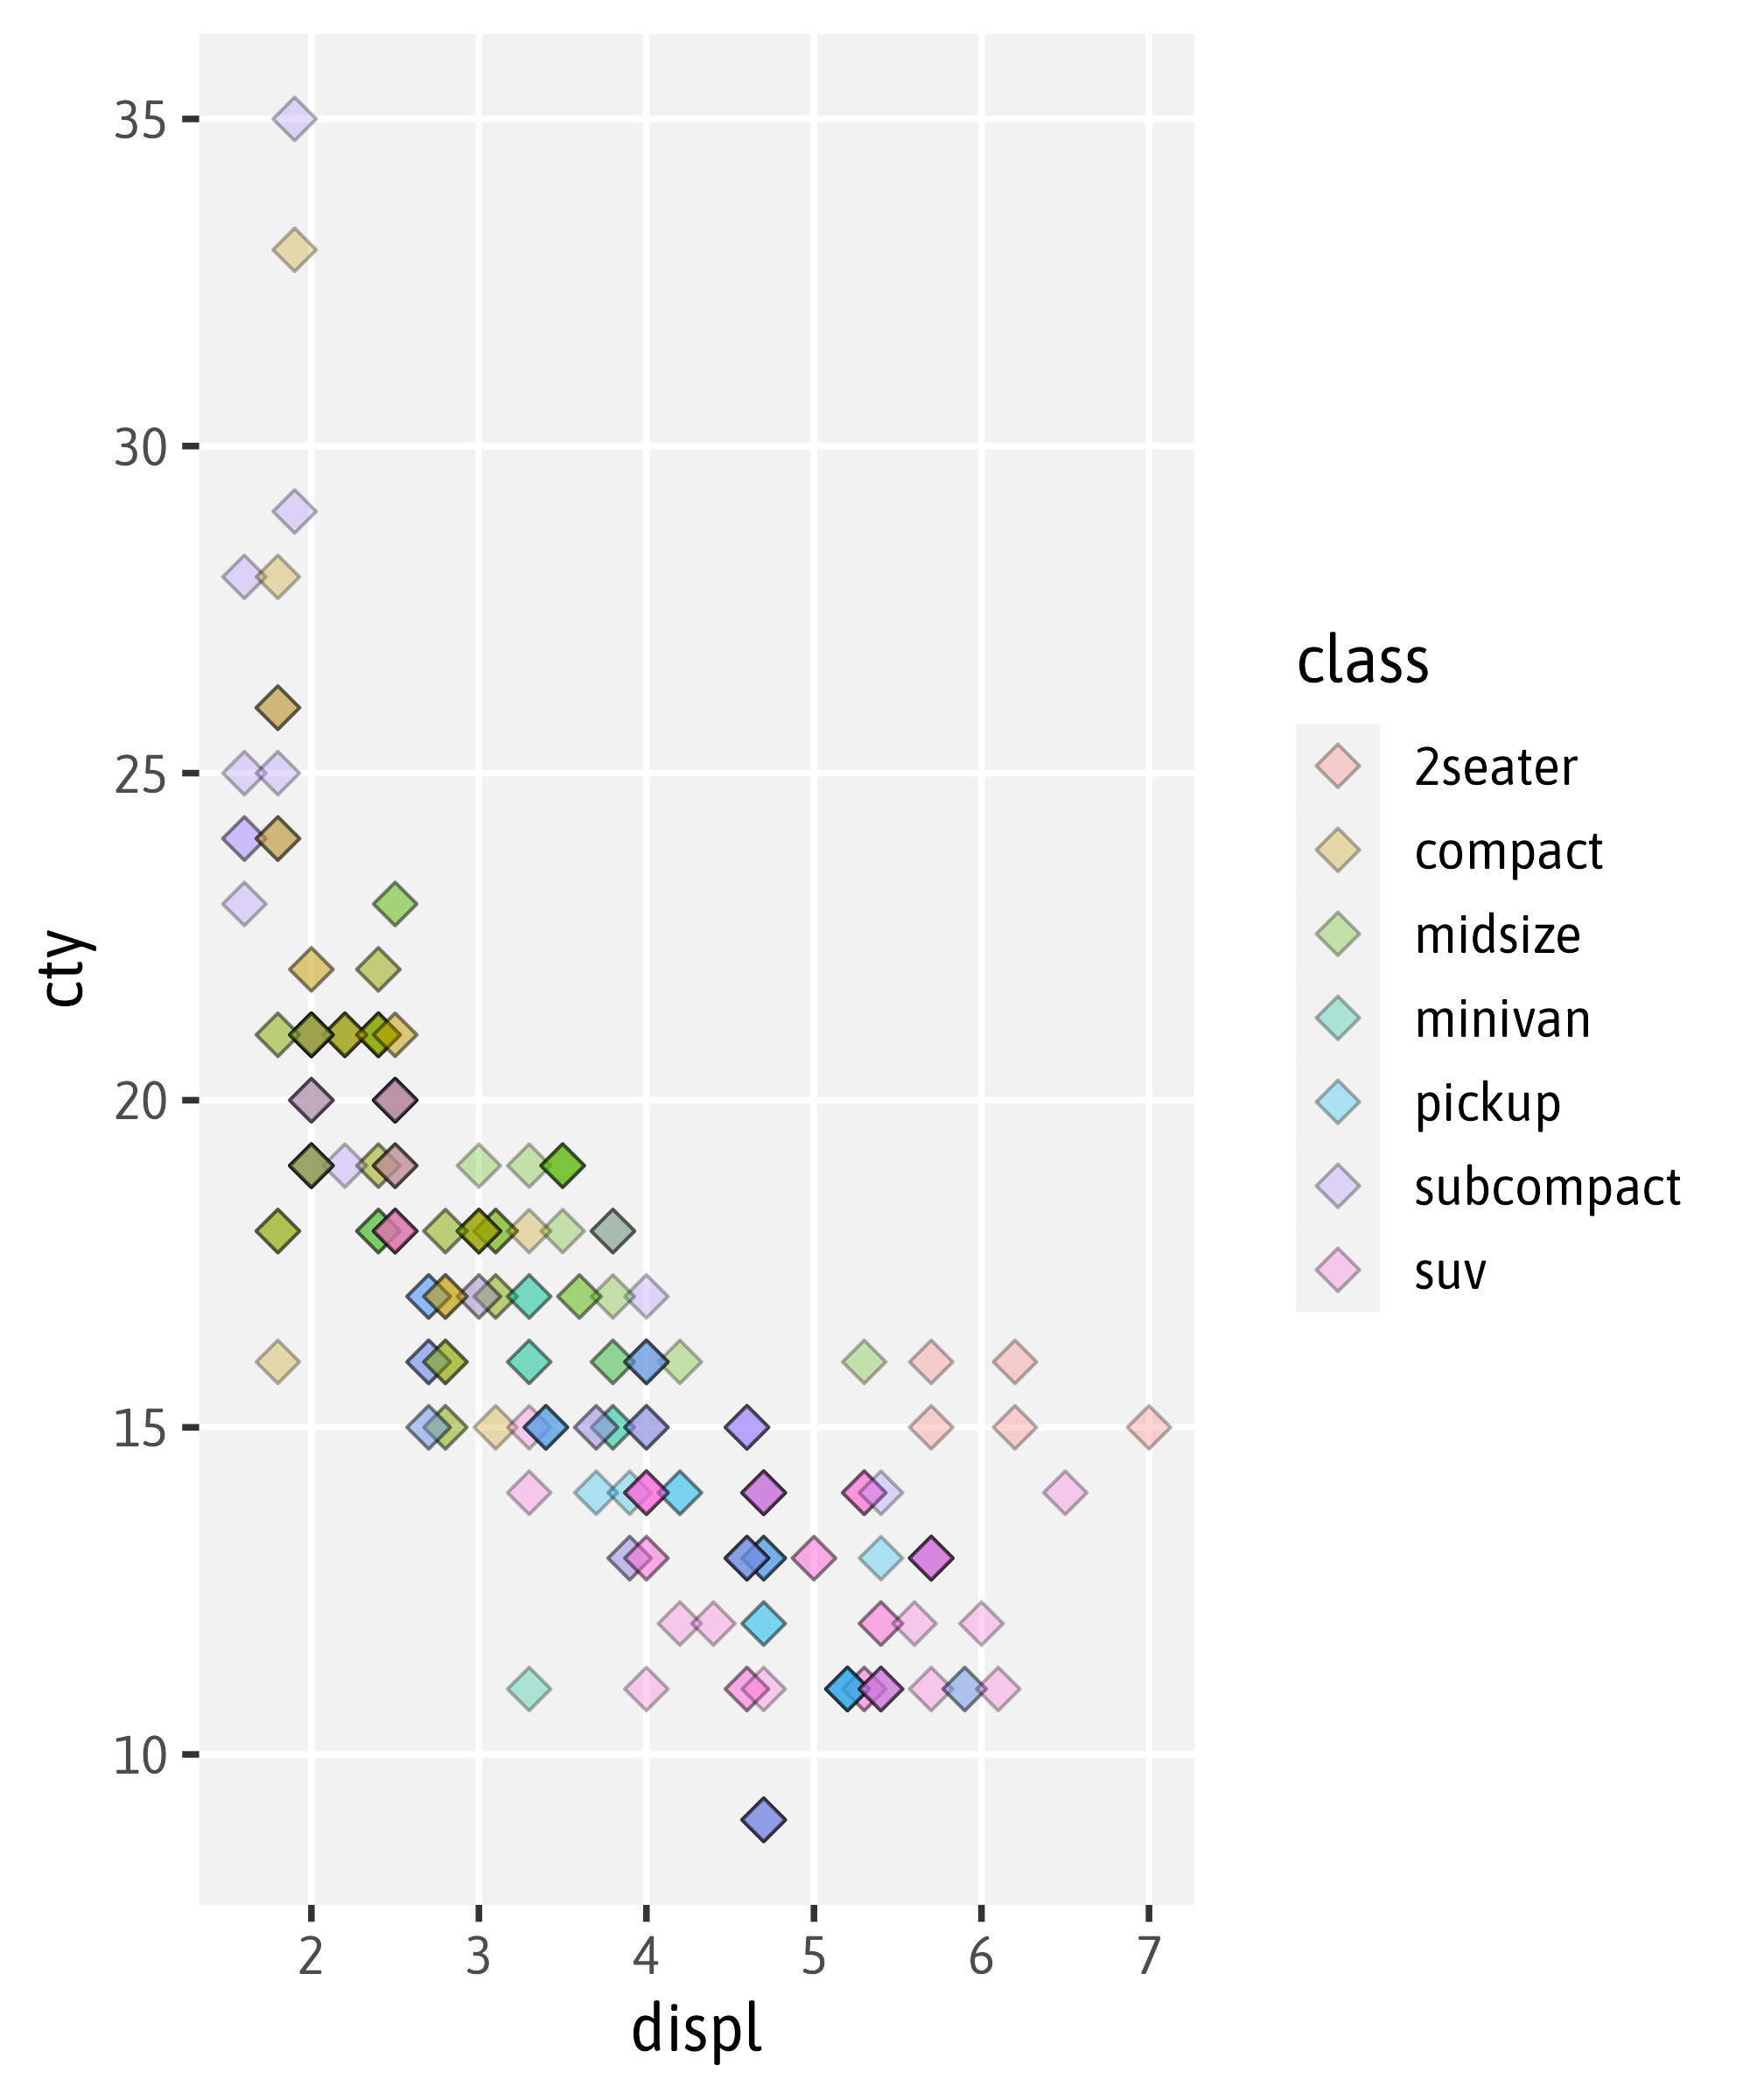 35
30
25
20
15
10
cty
2 3 4 5 6 7
displ
class
2seater
compact
midsize
minivan
pickup
subcompact
suv